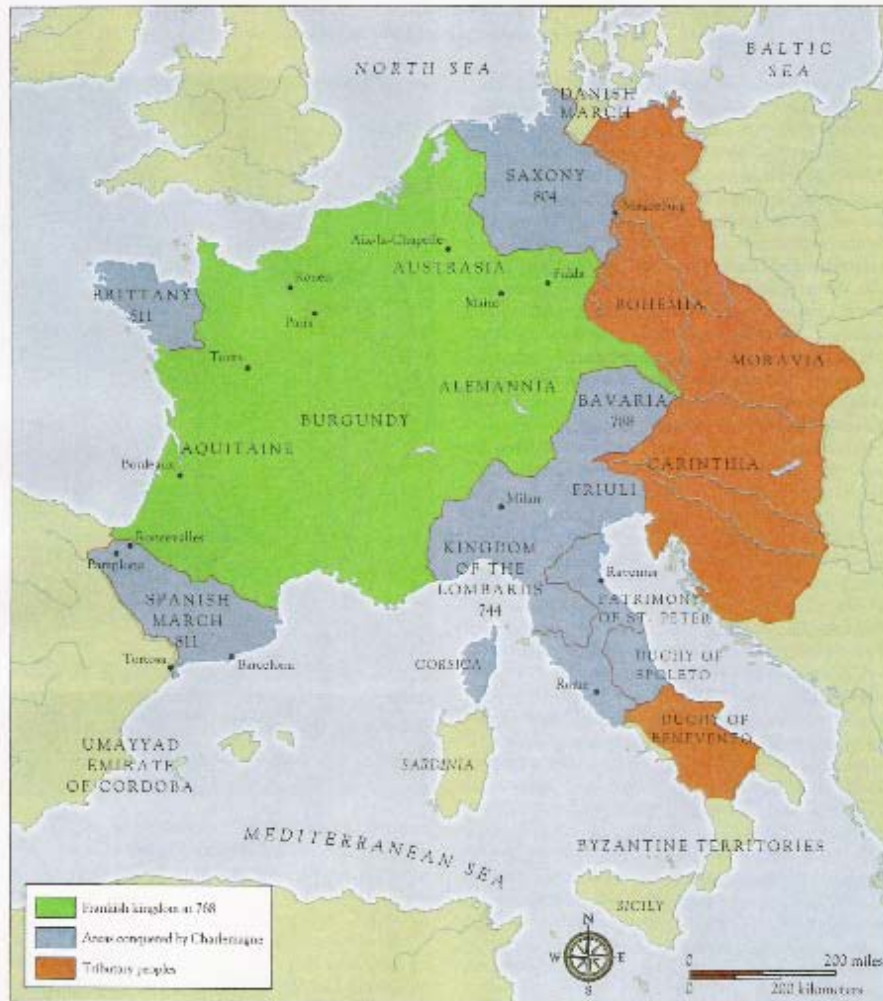 NORTH SEA
BALTIC
SEA
DANISH
MARCH
SAXONY
804
Aix-la-Chapelle
AUSTRASIA
Fulda
Rouen
BRITTANY
811
Paris
Mainz
BOHEMIA
MORAVIA
Tours
ALEMANNIA
BAVARIA
788
BURGUNDY
AQUITAINE
Bordeaux
CARINTHIA
FRIULI
Milan
Roncevalles
Pamplona
KINGDOM
OF THE
LOMBARDS
744
Ravenna
PATRIMONY
OF ST. PETER
SPANISH
MARCH
811
DUCHY OF
SPOLETO
CORSICA
Tortosa
Barcelona
Rome
DUCHY OF
BENEVENTO
UMAYYAD
EMIRATE
OF CORDOBA
SARDINIA
MEDITERRANEAN SEA
BYZANTINE TERRITORIES
SICILY
Frankish kingdom at 768
Areas conquered by Charlemagne
Tributary peoples
N
W E
S
0 200 miles
0 200 kilometers